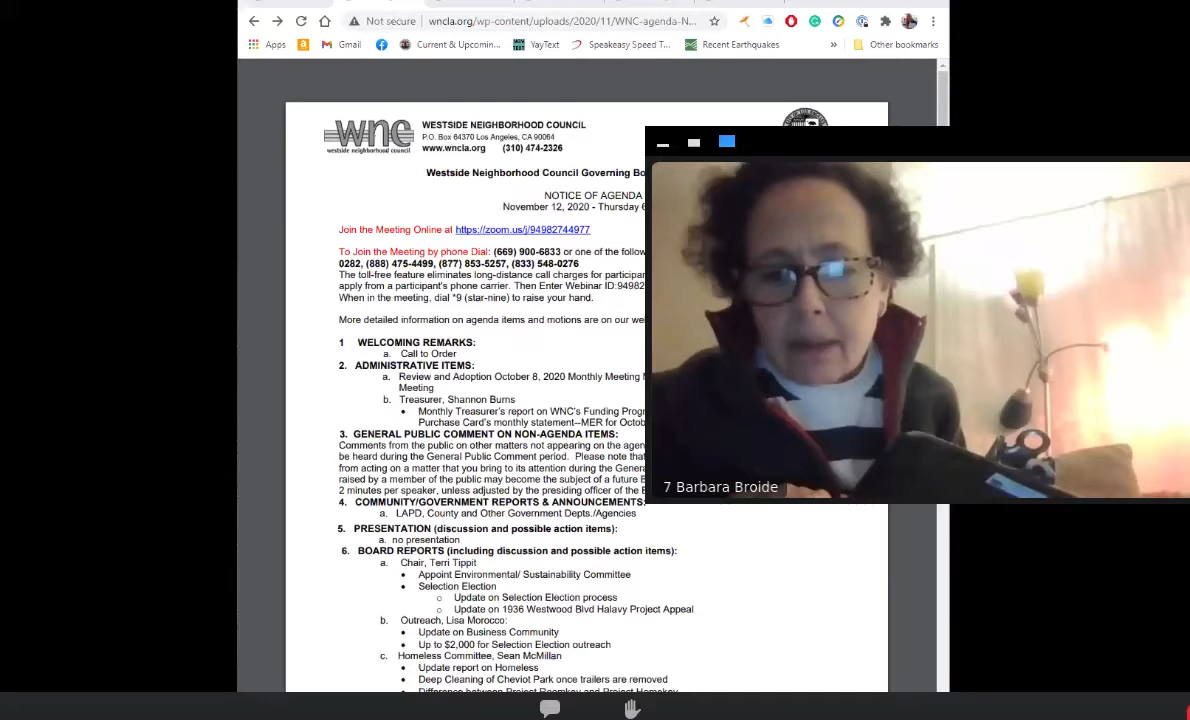 Not secure wncla.org/wp-content/uploads/2020/11/WNC-agenda-N...
Apps Gmail Current & Upcomin... YayText Speakeasy Speed T... Recent Earthquakes » Other bookmarks
wnc
westside neighborhood council
WESTSIDE NEIGHBORHOOD COUNCIL
P.O. Box 64370 Los Angeles, CA 90064
www.wncla.org (310) 474-2326
Westside Neighborhood Council Governing Bo
NOTICE OF AGENDA
November 12, 2020 - Thursday 6
Join the Meeting Online at https://zoom.us/j/94982744977
To Join the Meeting by phone Dial: (669) 900-6833 or one of the follow
0282, (888) 475-4499, (877) 853-5257, (833) 548-0276
The toll-free feature eliminates long-distance call charges for participan
apply from a participant's phone carrier. Then Enter Webinar ID:94982
When in the meeting, dial *9 (star-nine) to raise your hand.
More detailed information on agenda items and motions are on our we
1 WELCOMING REMARKS:
a. Call to Order
2. ADMINISTRATIVE ITEMS:
a. Review and Adoption October 8, 2020 Monthly Meeting M
Meeting
b. Treasurer, Shannon Burns
• Monthly Treasurer's report on WNC's Funding Progr
Purchase Card's monthly statement--MER for Octob
3. GENERAL PUBLIC COMMENT ON NON-AGENDA ITEMS:
Comments from the public on other matters not appearing on the agen
be heard during the General Public Comment period. Please note that
from acting on a matter that you bring to its attention during the Genera
raised by a member of the public may become the subject of a future B
2 minutes per speaker, unless adjusted by the presiding officer of the B
4. COMMUNITY/GOVERNMENT REPORTS & ANNOUNCEMENTS:
a. LAPD, County and Other Government Depts./Agencies
5. PRESENTATION (discussion and possible action items):
a. no presentation
6. BOARD REPORTS (including discussion and possible action items):
a. Chair, Terri Tippit
• Appoint Environmental/ Sustainability Committee
• Selection Election
o Update on Selection Election process
o Update on 1936 Westwood Blvd Halavy Project Appeal
b. Outreach, Lisa Morocco:
• Update on Business Community
• Up to $2,000 for Selection Election outreach
c. Homeless Committee, Sean McMillan
• Update report on Homeless
• Deep Cleaning of Cheviot Park once trailers are removed
• Difference between Project Roomkey and Project Homekey
7 Barbara Broide